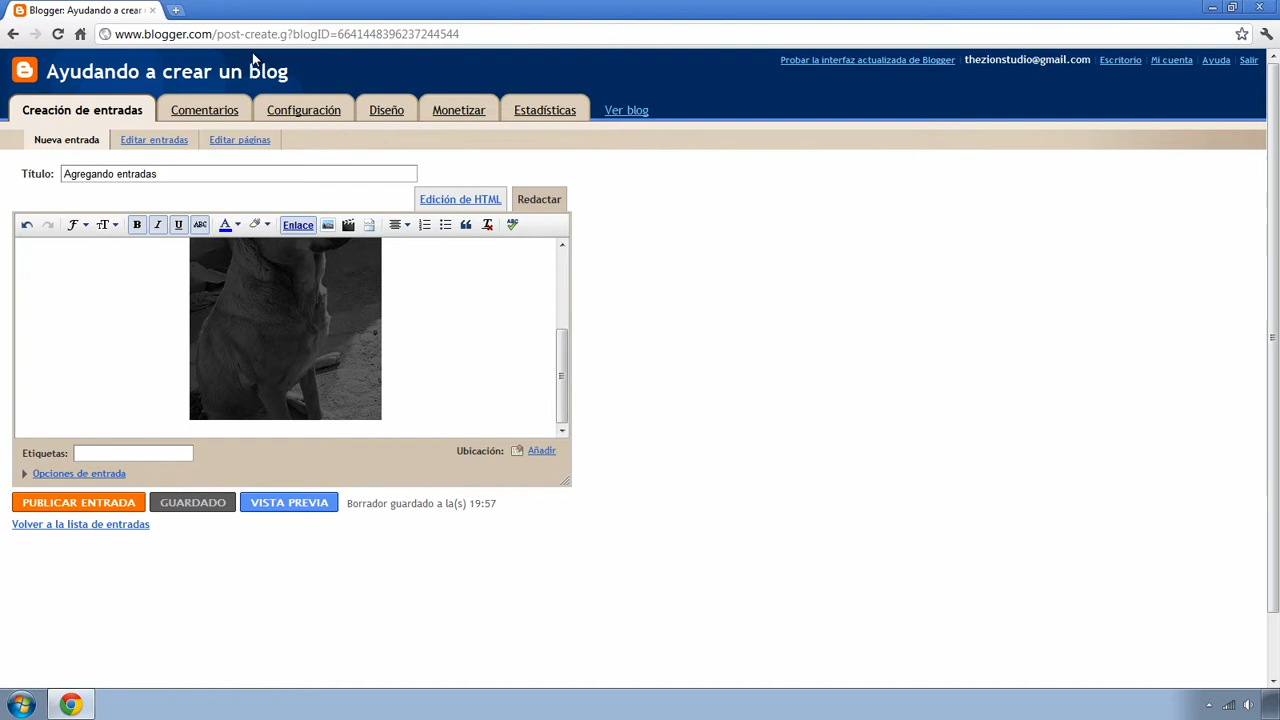 Blogger: Ayudando a crear
www.blogger.com/post-create.g?blogID=6641448396237244544
Ayudando a crear un blog
Probar la interfaz actualizada de Blogger thezionstudio@gmail.com Escritorio Mi cuenta Ayuda Salir
Creación de entradas Comentarios Configuración Diseño Monetizar Estadísticas Ver blog
Nueva entrada Editar entradas Editar páginas
Título: Agregando entradas
Edición de HTML Redactar
B I U ABC A Enlace
Etiquetas: Ubicación: Añadir
Opciones de entrada
PUBLICAR ENTRADA GUARDADO VISTA PREVIA Borrador guardado a la(s) 19:57
Volver a la lista de entradas